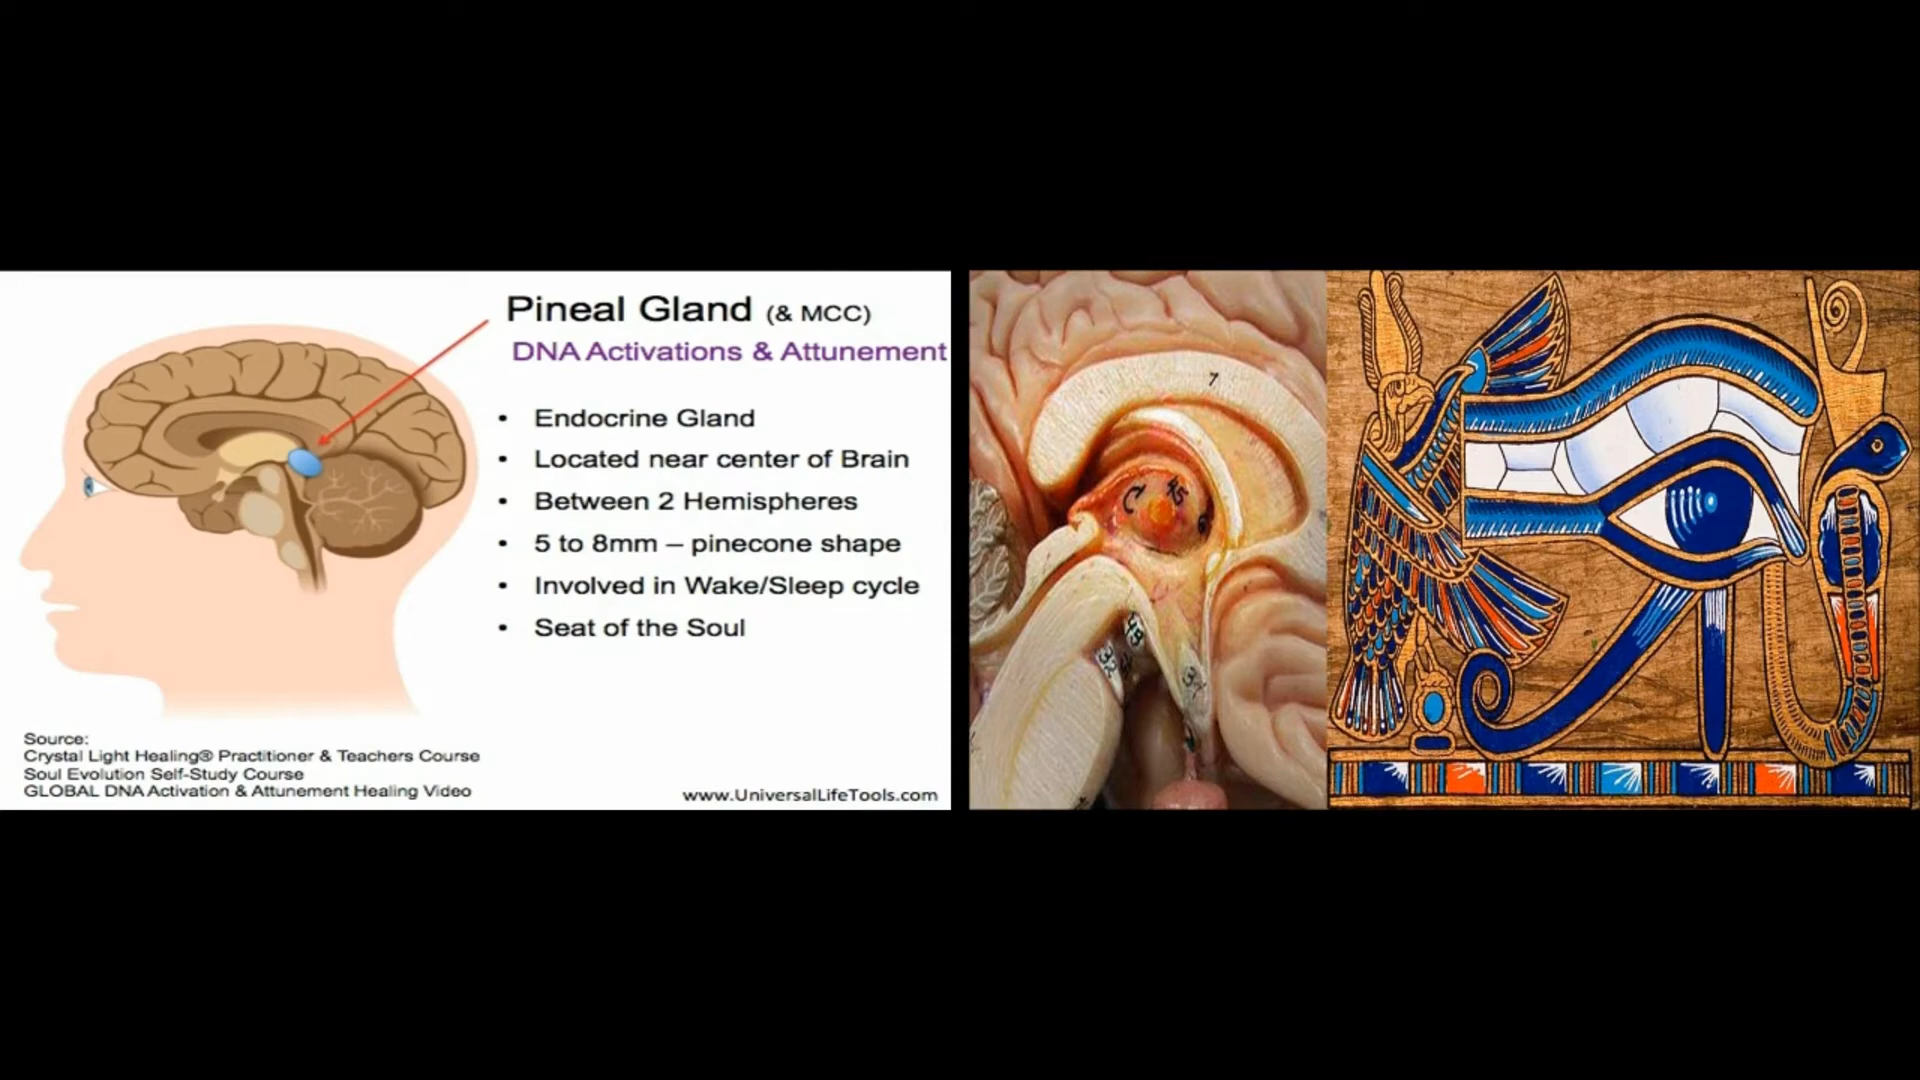 Pineal Gland (& MCC)
DNA Activations & Attunement
• Endocrine Gland
• Located near center of Brain
• Between 2 Hemispheres
• 5 to 8mm – pinecone shape
• Involved in Wake/Sleep cycle
• Seat of the Soul
Source:
Crystal Light Healing® Practitioner & Teachers Course
Soul Evolution Self-Study Course
GLOBAL DNA Activation & Attunement Healing Video
www.UniversalLifeTools.com
7
45